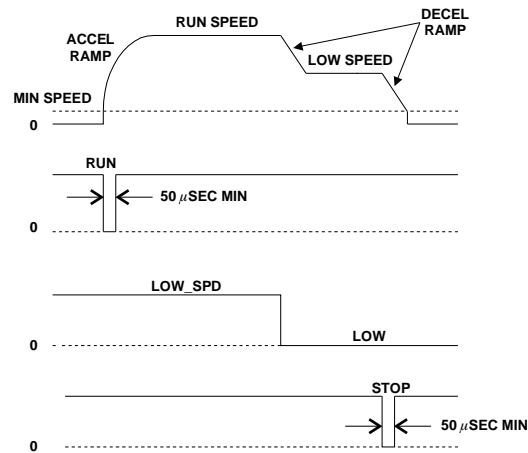 RUN SPEED
DECEL
RAMP
ACCEL
RAMP
LOW SPEED
MIN SPEED
0
RUN
50 μSEC MIN
0
LOW_SPD
LOW
0
STOP
50 μSEC MIN
0